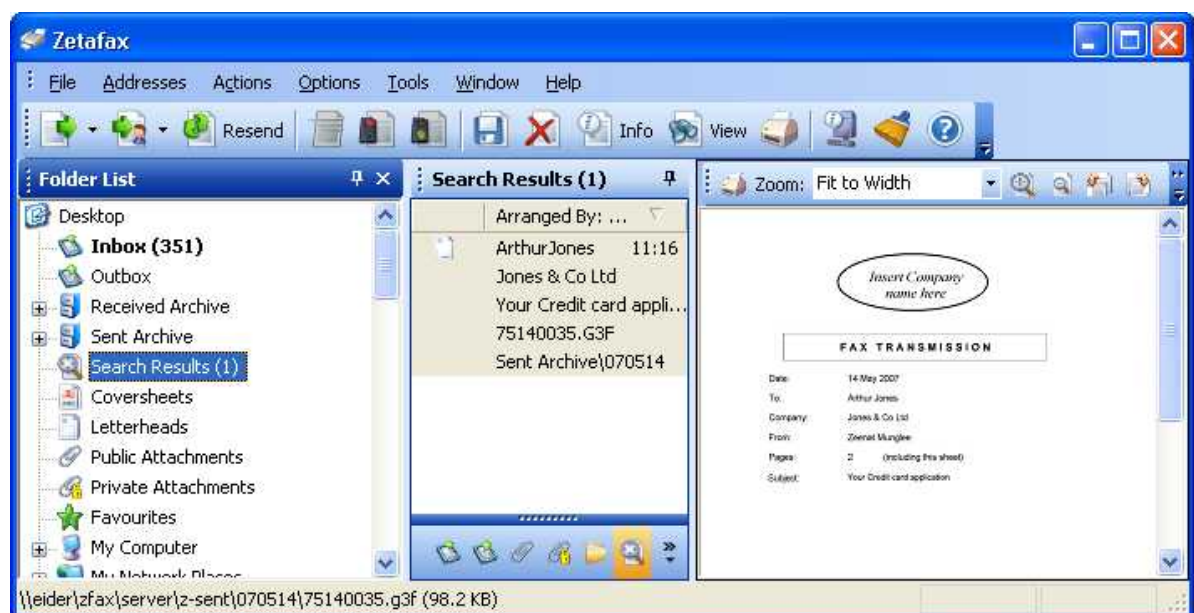 Zetafax
File Addresses Actions Options Tools Window Help
Resend Info View
Folder List
Desktop
Inbox (351)
Outbox
Received Archive
Sent Archive
Search Results (1)
Coversheets
Letterheads
Public Attachments
Private Attachments
Favourites
My Computer
My Network Places
Search Results (1)
Arranged By: ...
ArthurJones 11:16
Jones & Co Ltd
Your Credit card appli...
75140035.G3F
Sent Archive\070514
Zoom: Fit to Width
Insert Company
name here
FAX TRANSMISSION
Date: 14 May 2007
To: Arthur Jones
Company: Jones & Co Ltd
From: Zeenat Munglee
Pages: 2 (including this sheet)
Subject: Your Credit card application
\\eider\zfax\server\z-sent\070514\75140035.g3f (98.2 KB)